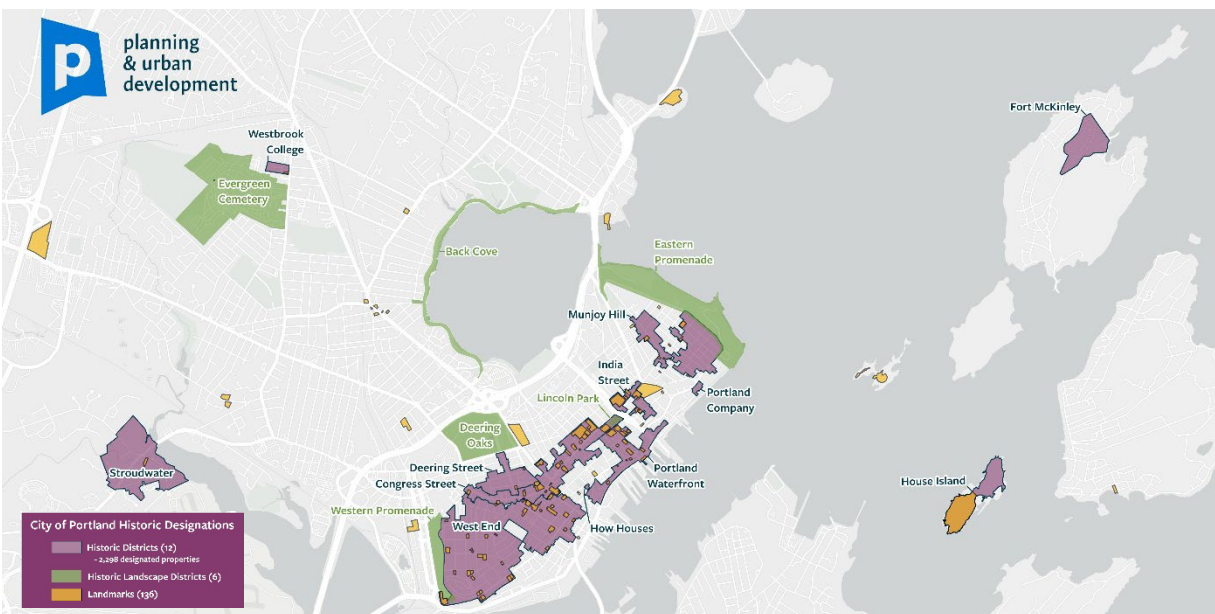 p
planning
& urban
development
Fort McKinley
Westbrook
College
Evergreen
Cemetery
Back Cove
Eastern
Promenade
Munjoy Hill
India
Street
Lincoln Park
Portland
Company
Deering
Oaks
Deering Street
Congress Street
Portland
Waterfront
Stroudwater
House Island
Western Promenade
West End
How Houses
City of Portland Historic Designations
Historic Districts (12)
- 2,298 designated properties
Historic Landscape Districts (6)
Landmarks (136)